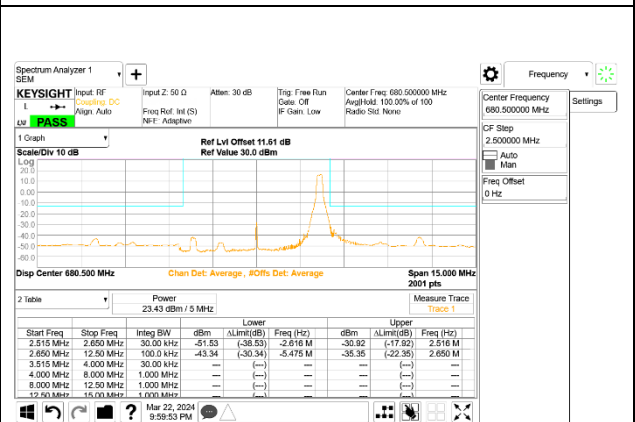 Spectrum Analyzer 1
SEM
Frequency
KEYSIGHT
Input: RF
Coupling: DC
Align: Auto
Input Z: 50 Ω
Freq Ref: Int (S)
NFE: Adaptive
Atten: 30 dB
Trig: Free Run
Gate: Off
IF Gain: Low
Center Freq: 680.500000 MHz
Avg|Hold: 100.00% of 100
Radio Std: None
L
PASS
Center Frequency
680.500000 MHz
Settings
CF Step
2.500000 MHz
Auto
Man
Freq Offset
0 Hz
1 Graph
Scale/Div 10 dB
Ref Lvl Offset 11.61 dB
Ref Value 30.0 dBm
Log
20.0
10.0
0.00
-10.0
-20.0
-30.0
-40.0
-50.0
-60.0
Disp Center 680.500 MHz
Chan Det: Average , #Offs Det: Average
Span 15.000 MHz
2001 pts
2 Table
Power
23.43 dBm / 5 MHz
Measure Trace
Trace 1
Lower Upper
Start Freq Stop Freq Integ BW dBm ΔLimit(dB) Freq (Hz) dBm ΔLimit(dB) Freq (Hz)
2.515 MHz 2.650 MHz 30.00 kHz -51.53 (-38.53) -2.616 M -30.92 (-17.92) 2.516 M
2.650 MHz 12.50 MHz 100.0 kHz -43.34 (-30.34) -5.475 M -35.35 (-22.35) 2.650 M
3.515 MHz 4.000 MHz 30.00 kHz --- (---) --- --- (---) ---
4.000 MHz 8.000 MHz 1.000 MHz --- (---) --- --- (---) ---
8.000 MHz 12.50 MHz 1.000 MHz --- (---) --- --- (---) ---
12.50 MHz 15.00 MHz 1.000 MHz --- (---) --- --- (---) ---
?
Mar 22, 2024
9:59:53 PM